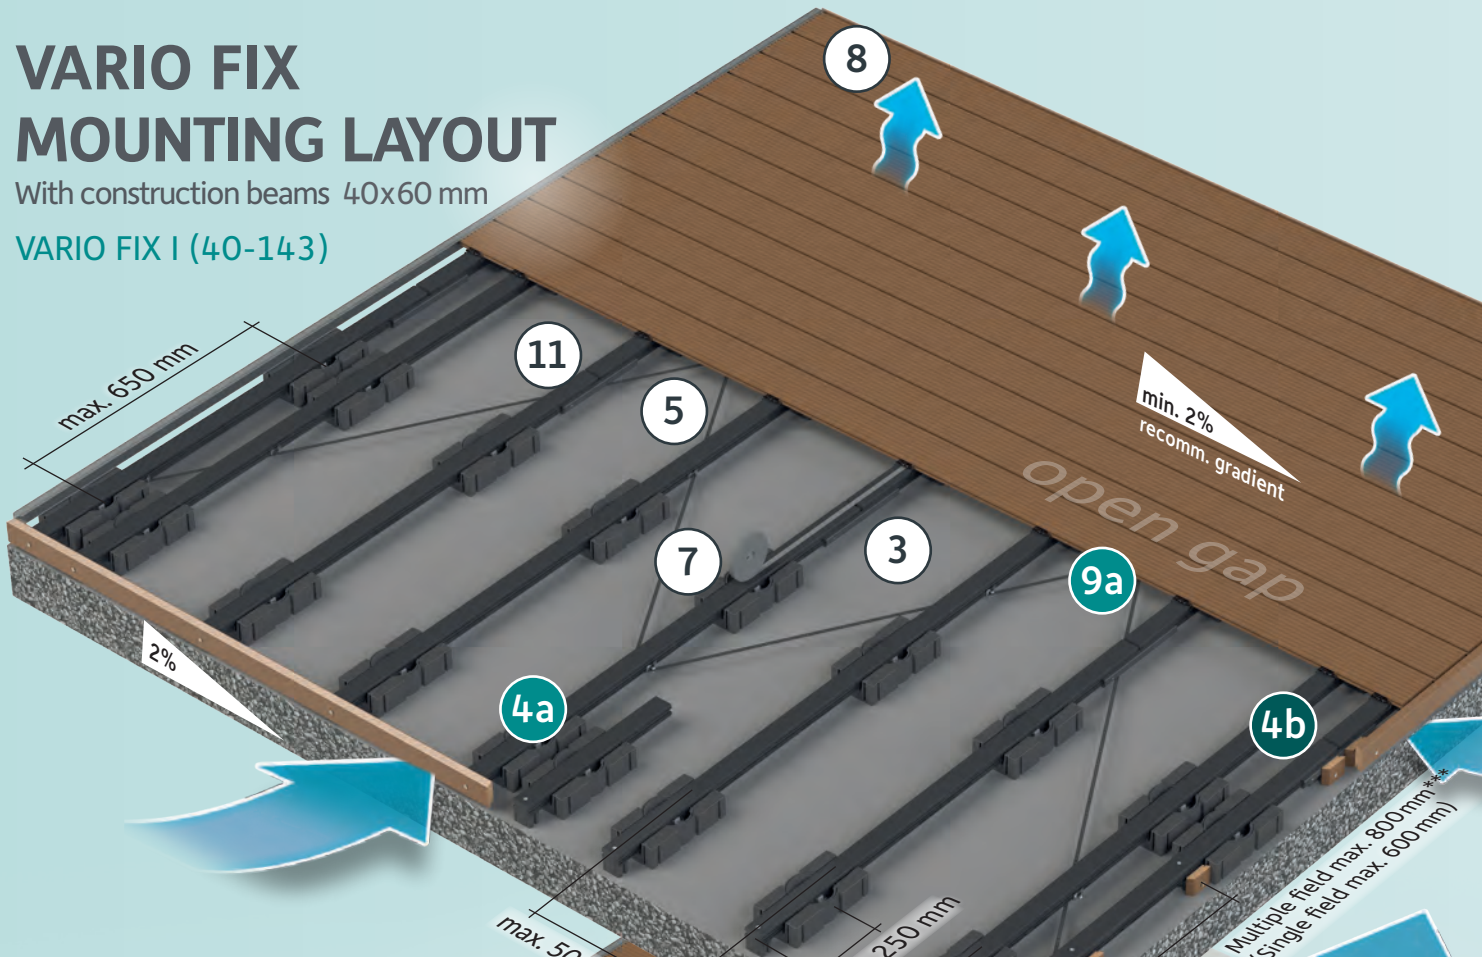 VARIO FIX
MOUNTING LAYOUT
With construction beams 40x60 mm
VARIO FIX I (40-143)
8
max. 650 mm
11
5
min. 2%
recomm. gradient
open gap
7
3
9a
2%
4a
4b
Multiple field max. 800mm***
(Single field max. 600mm)
250 mm
max. 50